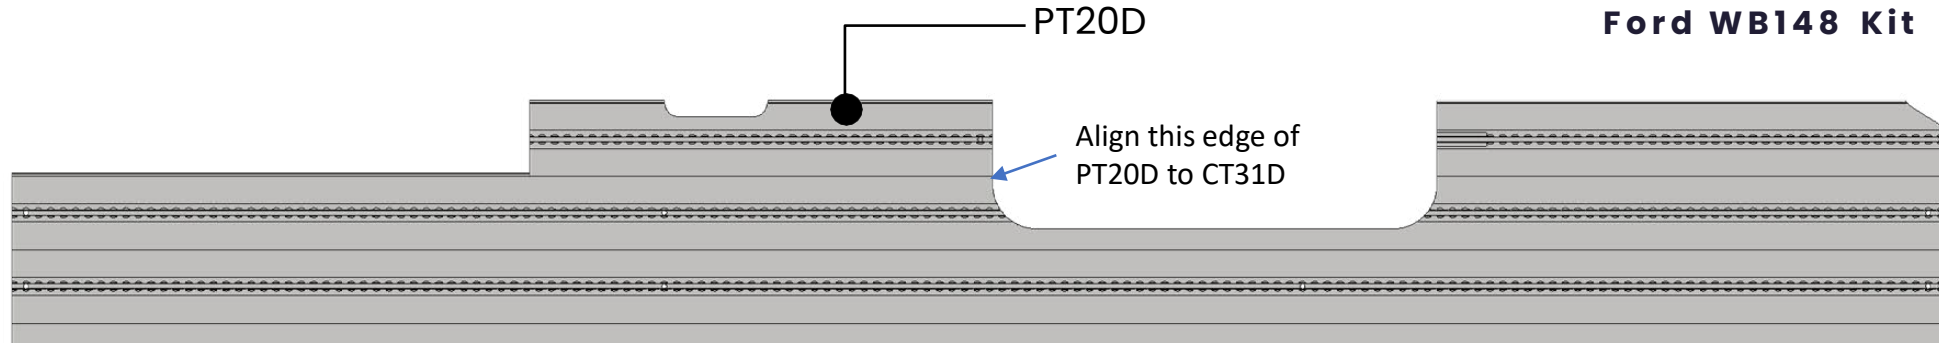 PT20D
Ford WB148 Kit
Align this edge of
PT20D to CT31D